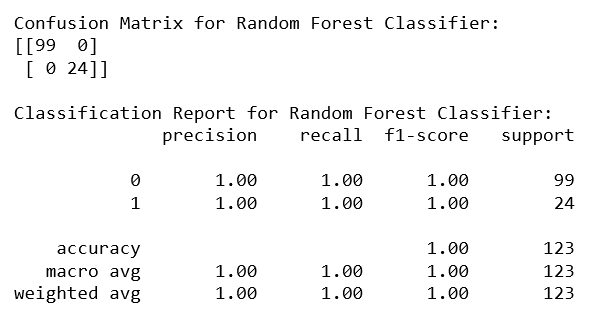 Confusion Matrix for Random Forest Classifier:
[[99  0]
 [ 0 24]]
Classification Report for Random Forest Classifier:
              precision    recall  f1-score   support
           0       1.00      1.00      1.00        99
           1       1.00      1.00      1.00        24
    accuracy                           1.00       123
   macro avg       1.00      1.00      1.00       123
weighted avg       1.00      1.00      1.00       123